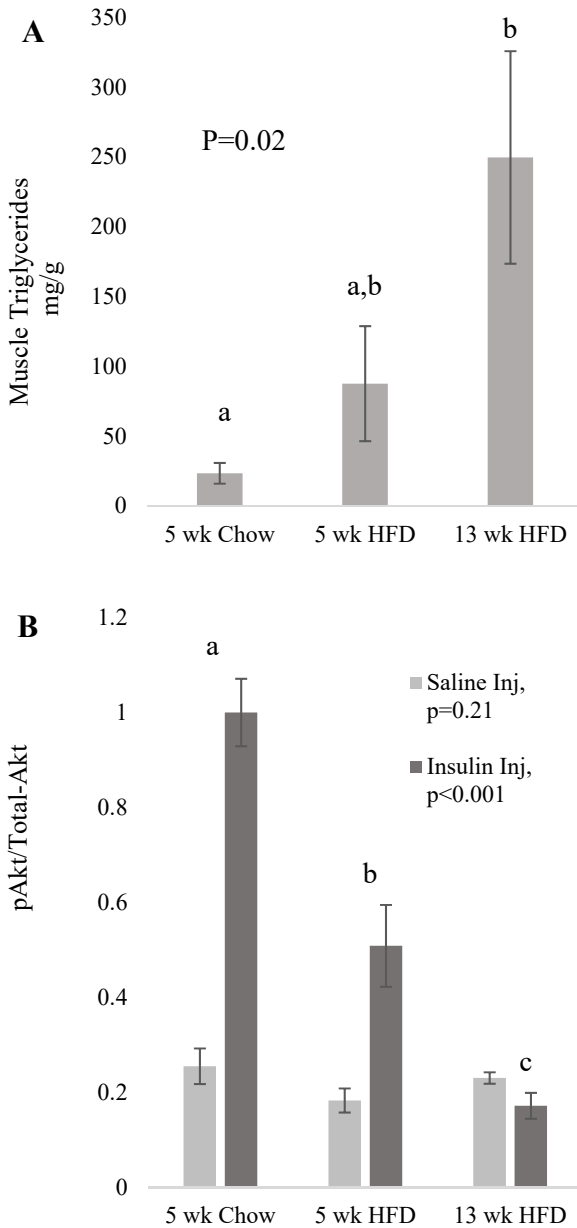 A
350
300
250
200
150
100
50
0
Muscle Triglycerides
mg/g
P=0.02
a
a,b
b
5 wk Chow
5 wk HFD
13 wk HFD
B
1.2
1
0.8
0.6
0.4
0.2
0
pAkt/Total-Akt
a
b
c
Saline Inj,
p=0.21
Insulin Inj,
p<0.001
5 wk Chow
5 wk HFD
13 wk HFD